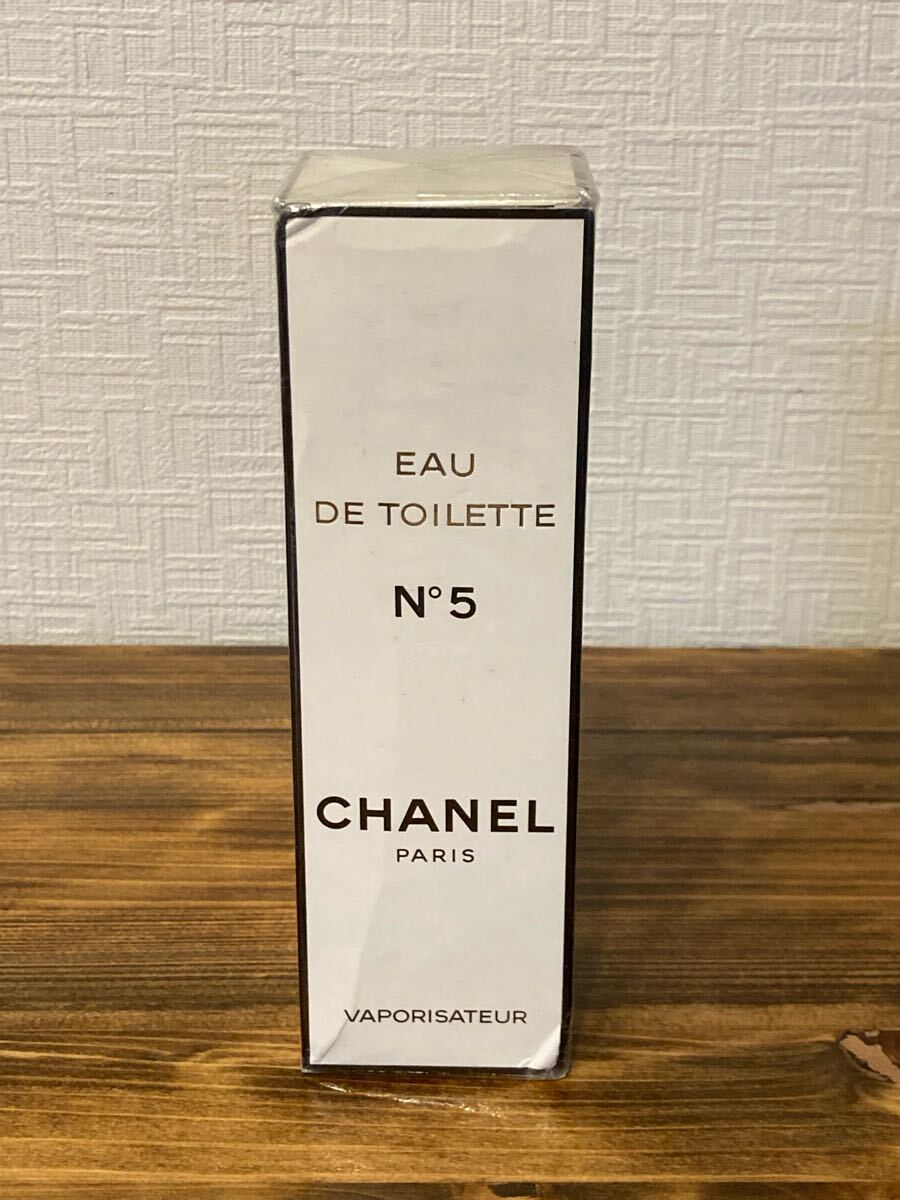 EAU
DE TOILETTE
N°5
CHANEL
PARIS
VAPORISATEUR